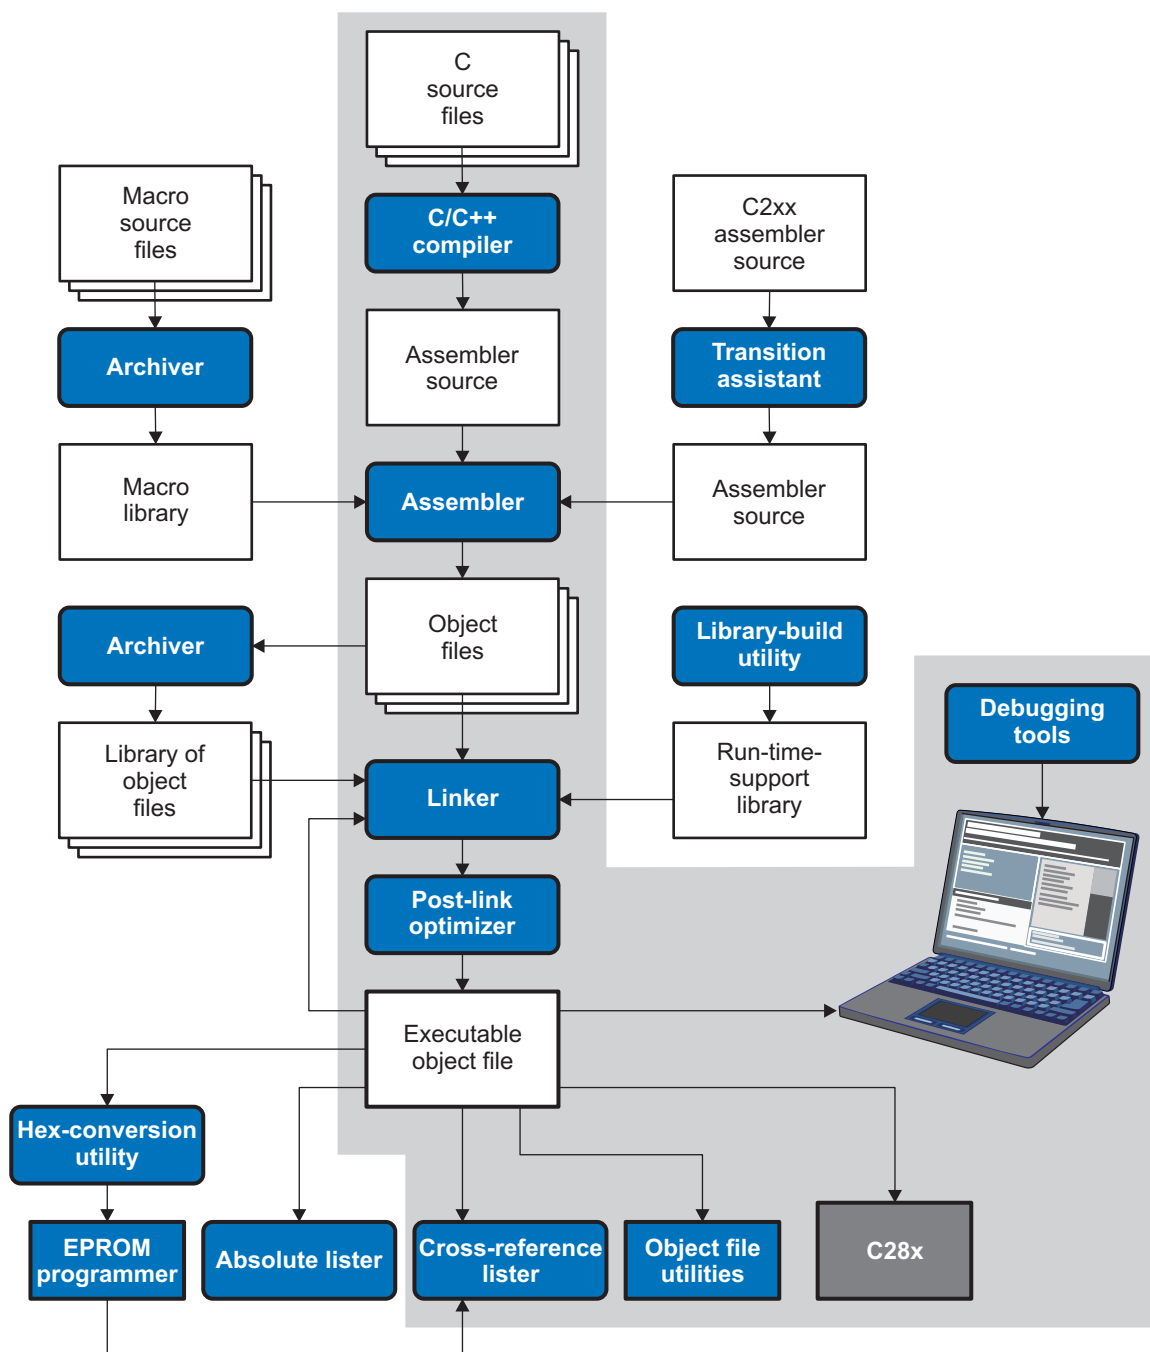 C
source
files
Macro
source
files
C/C++
compiler
C2xx
assembler
source
Archiver
Assembler
source
Transition
assistant
Macro
library
Assembler
Assembler
source
Archiver
Object
files
Library-build
utility
Debugging
tools
Library of
object
files
Linker
Run-time-
support
library
Post-link
optimizer
Executable
object file
Hex-conversion
utility
EPROM
programmer
Absolute lister
Cross-reference
lister
Object file
utilities
C28x